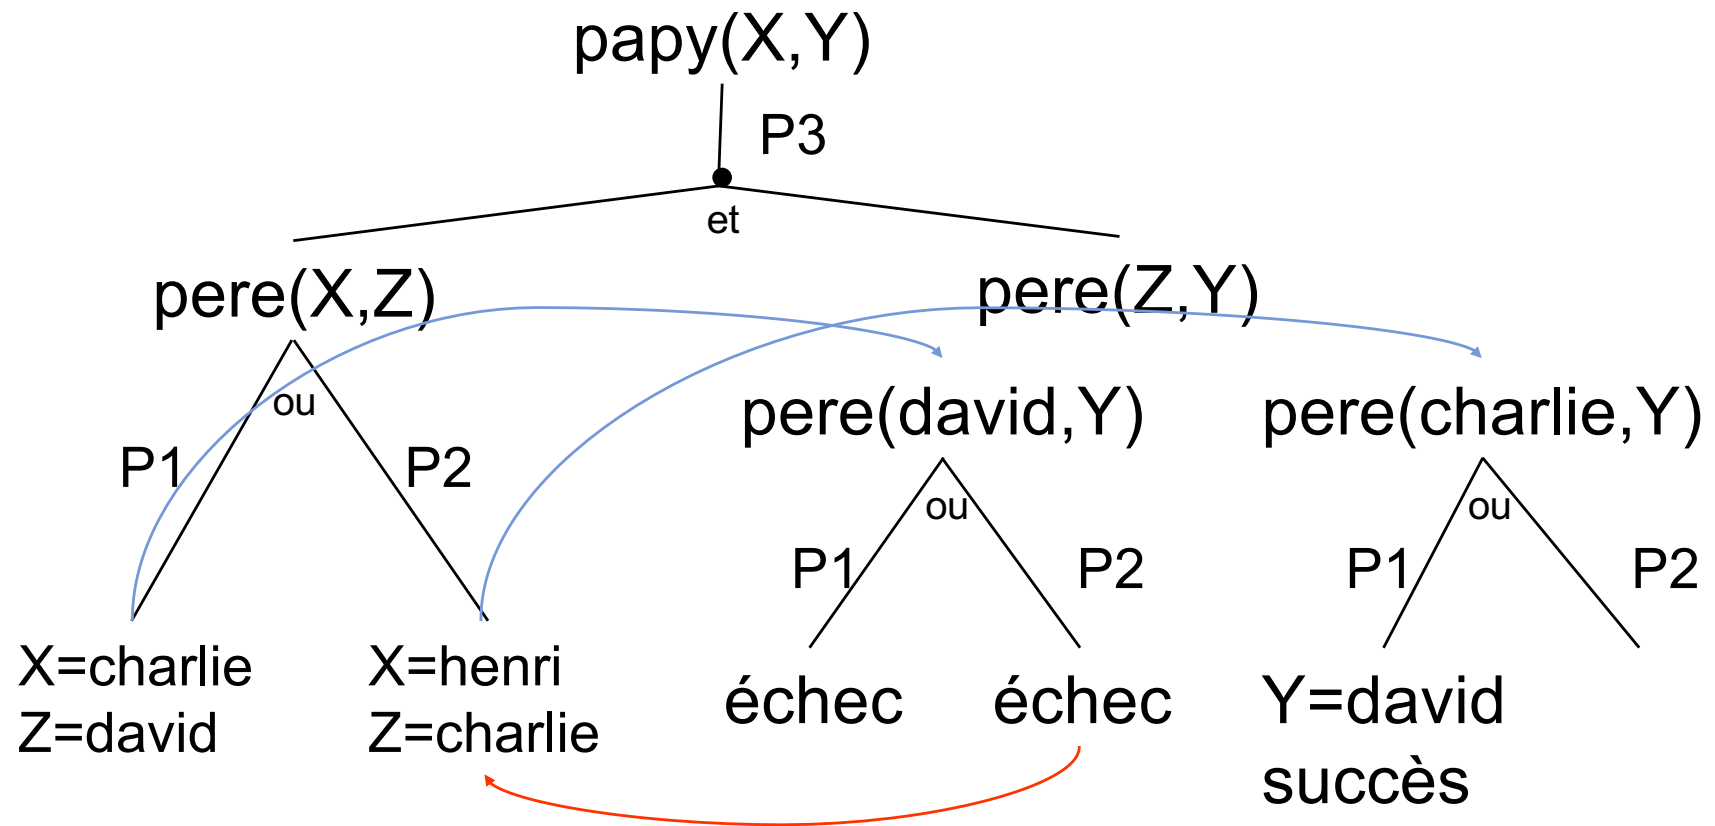 papy(X,Y)
P3
et
pere(X,Z)
pere(Z,Y)
ou
pere(david,Y)
pere(charlie,Y)
P1
P2
ou
ou
P1
P2
P1
P2
X=charlie
Z=david
X=henri
Z=charlie
échec
échec
Y=david
succès